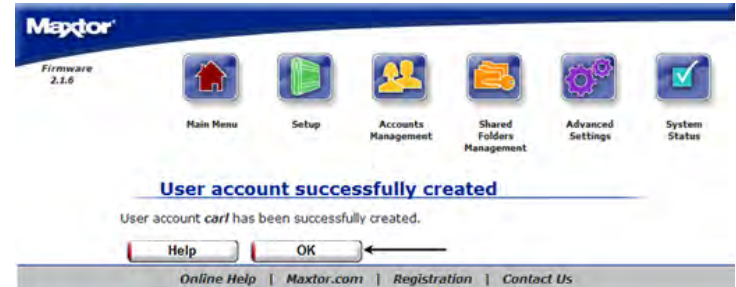 Maxtor
Firmware
2.1.6
Main Menu
Setup
Accounts
Management
Shared
Folders
Management
Advanced
Settings
System
Status
User account successfully created
User account carl has been successfully created.
Help
OK
Online Help | Maxtor.com | Registration | Contact Us